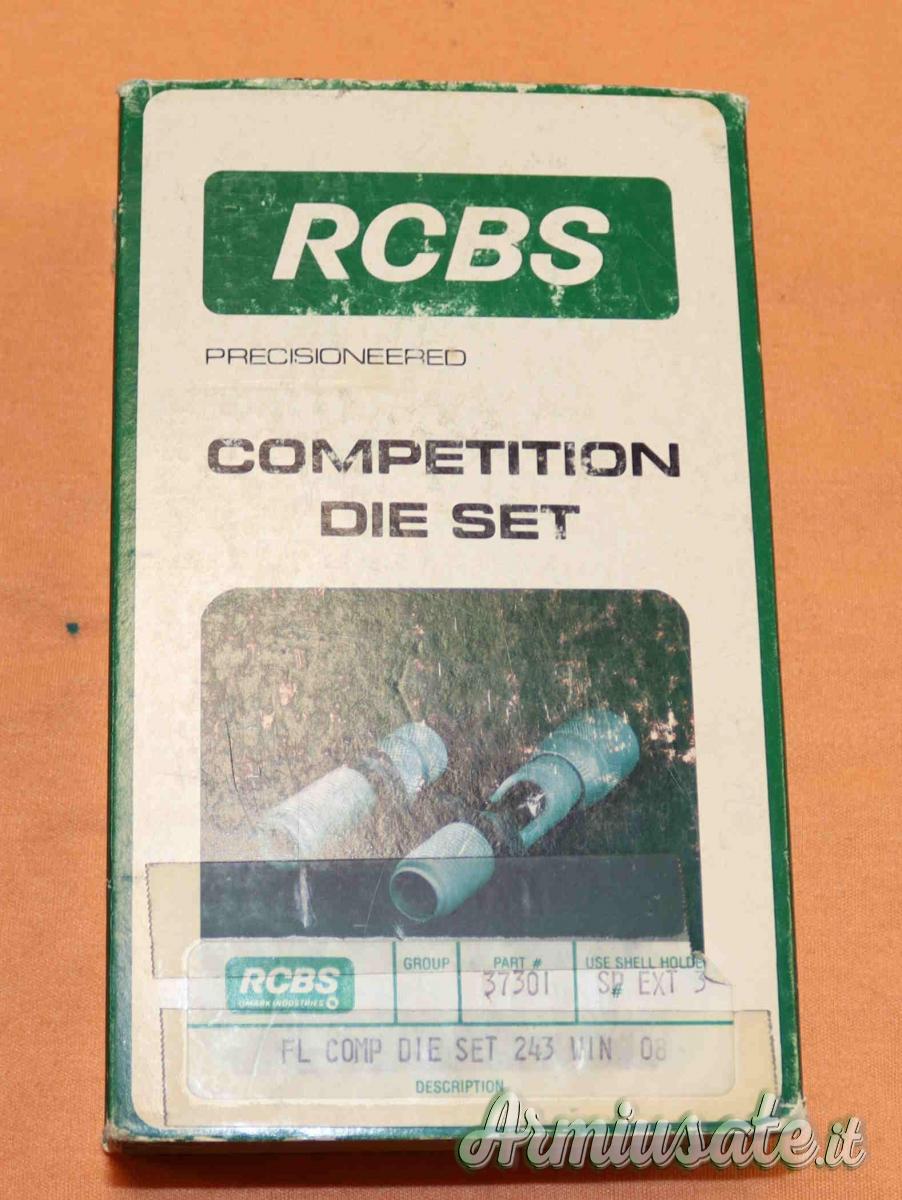 RCBS
PRECISIONEERED
COMPETITION
DIE SET
RCBS
OMARK INDUSTRIES
GROUP
PART #
37301
USE SHELL HOLDE
SP EXT 3
#
FL COMP DIE SET 243 WIN 08
DESCRIPTION
Armiusate.it